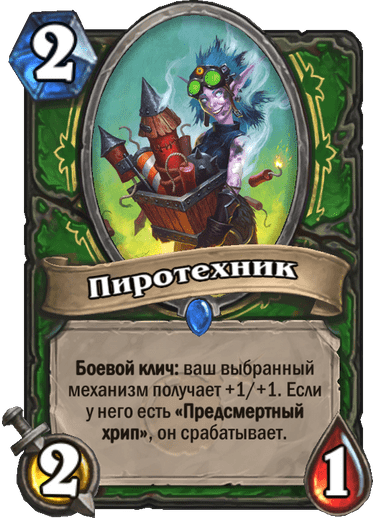 2
Пиротехник
Боевой клич: ваш выбранный
механизм получает +1/+1. Если
у него есть «Предсмертный
хрип», он срабатывает.
2
1